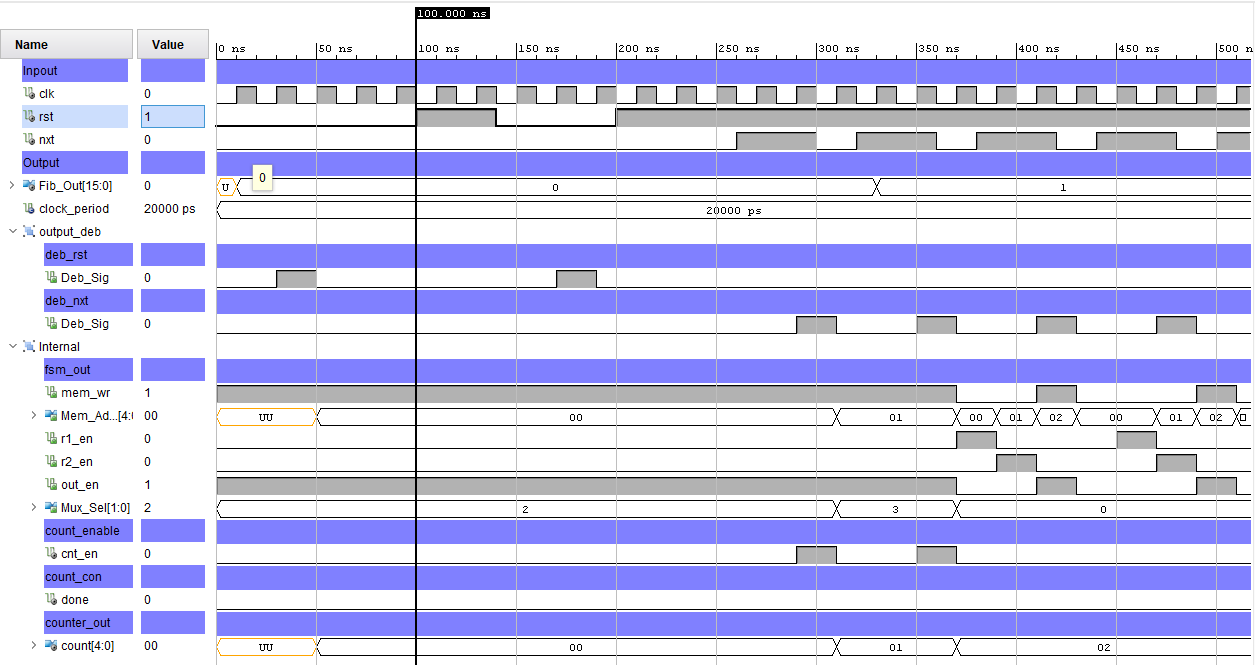 100.000 ns
Name Value 0 ns 50 ns 100 ns 150 ns 200 ns 250 ns 300 ns 350 ns 400 ns 450 ns 500 n
Inpout
clk 0
rst 1
nxt 0
Output
Fib_Out[15:0] 0 U 0 0 1
clock_period 20000 ps 20000 ps
output_deb
deb_rst
Deb_Sig 0
deb_nxt
Deb_Sig 0
Internal
fsm_out
mem_wr 1
Mem_Ad...[4: 00 UU 00 01 00 01 02 00 01 02
r1_en 0
r2_en 0
out_en 1
Mux_Sel[1:0] 2 2 3 0
count_enable
cnt_en 0
count_con
done 0
counter_out
count[4:0] 00 UU 00 01 02